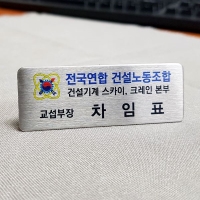 전국연합 건설노동조합
건설기계 스카이, 크레인 본부
교섭부장 차 임 표